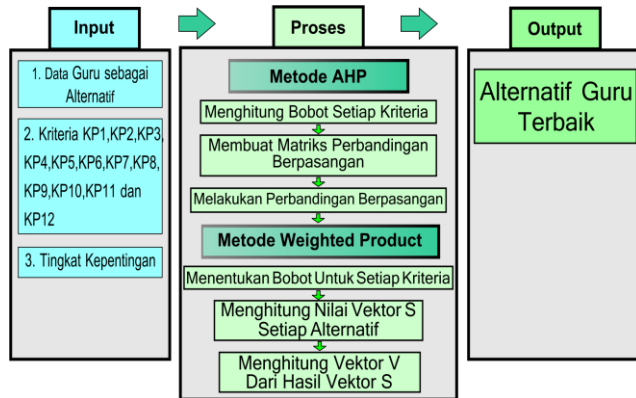 Input
Proses
Output
1. Data Guru sebagai
Alternatif
2. Kriteria KP1,KP2,KP3,
KP4,KP5,KP6,KP7,KP8,
KP9,KP10,KP11 dan
KP12
3. Tingkat Kepentingan
Metode AHP
Menghitung Bobot Setiap Kriteria
Membuat Matriks Perbandingan
Berpasangan
Melakukan Perbandingan Berpasangan
Metode Weighted Product
Menentukan Bobot Untuk Setiap Kriteria
Menghitung Nilai Vektor S
Setiap Alternatif
Menghitung Vektor V
Dari Hasil Vektor S
Alternatif Guru
Terbaik